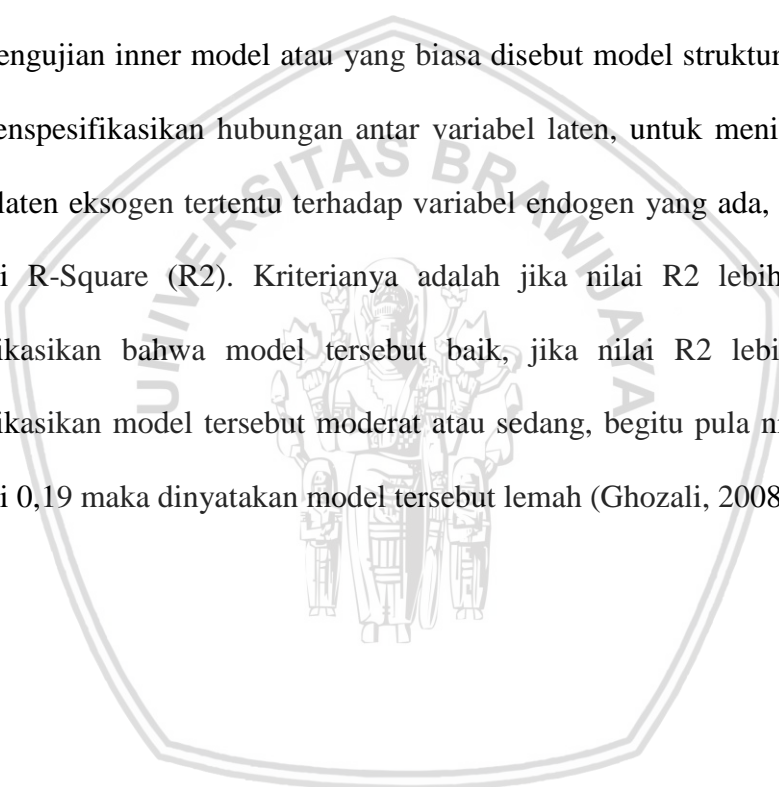 engujian inner model atau yang biasa disebut model struktur
enspesifikasikan hubungan antar variabel laten, untuk meni
laten eksogen tertentu terhadap variabel endogen yang ada,
i R-Square (R2). Kriterianya adalah jika nilai R2 lebih
ikasikan bahwa model tersebut baik, jika nilai R2 lebi
ikasikan model tersebut moderat atau sedang, begitu pula ni
i 0,19 maka dinyatakan model tersebut lemah (Ghozali, 2008
UNIVERSITAS BRAWIJAYA